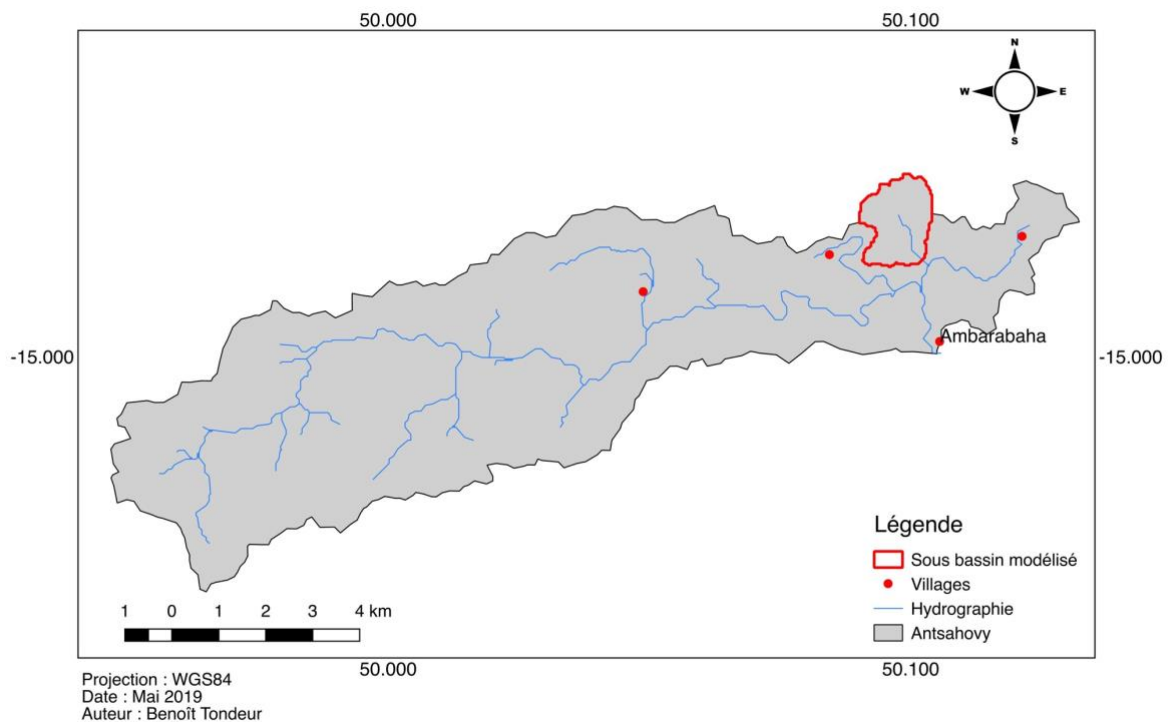 50.000 50.100
N
W E
S
Ambarabaha
-15.000 -15.000
Légende
Sous bassin modélisé
Villages
Hydrographie
Antsahovy
1 0 1 2 3 4 km
50.000 50.100
Projection : WGS84
Date : Mai 2019
Auteur : Benoît Tondeur